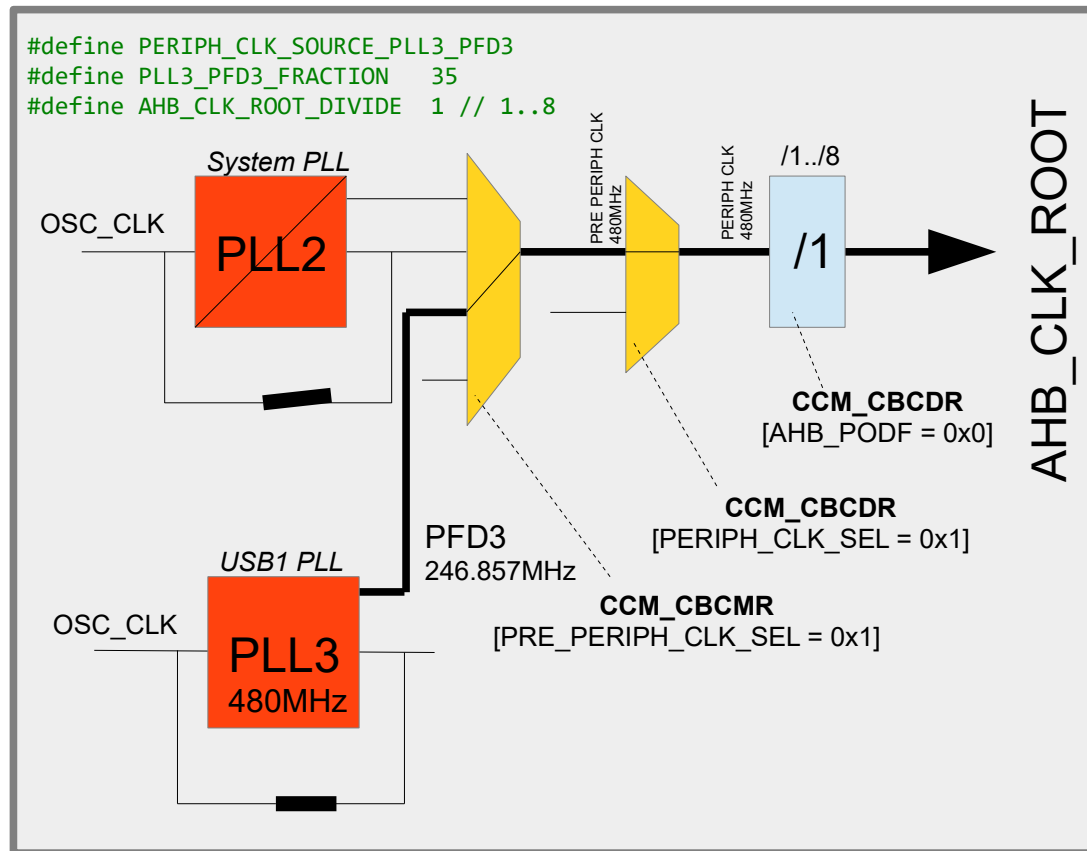 #define PERIPH_CLK_SOURCE_PLL3_PFD3
#define PLL3_PFD3_FRACTION   35
#define AHB_CLK_ROOT_DIVIDE  1 // 1..8
System PLL
OSC_CLK
PLL2
PRE PERIPH CLK
480MHz
PERIPH CLK
480MHz
/1../8
/1
AHB_CLK_ROOT
CCM_CBCDR
[AHB_PODF = 0x0]
CCM_CBCDR
[PERIPH_CLK_SEL = 0x1]
PFD3
246.857MHz
CCM_CBCMR
[PRE_PERIPH_CLK_SEL = 0x1]
USB1 PLL
OSC_CLK
PLL3
480MHz